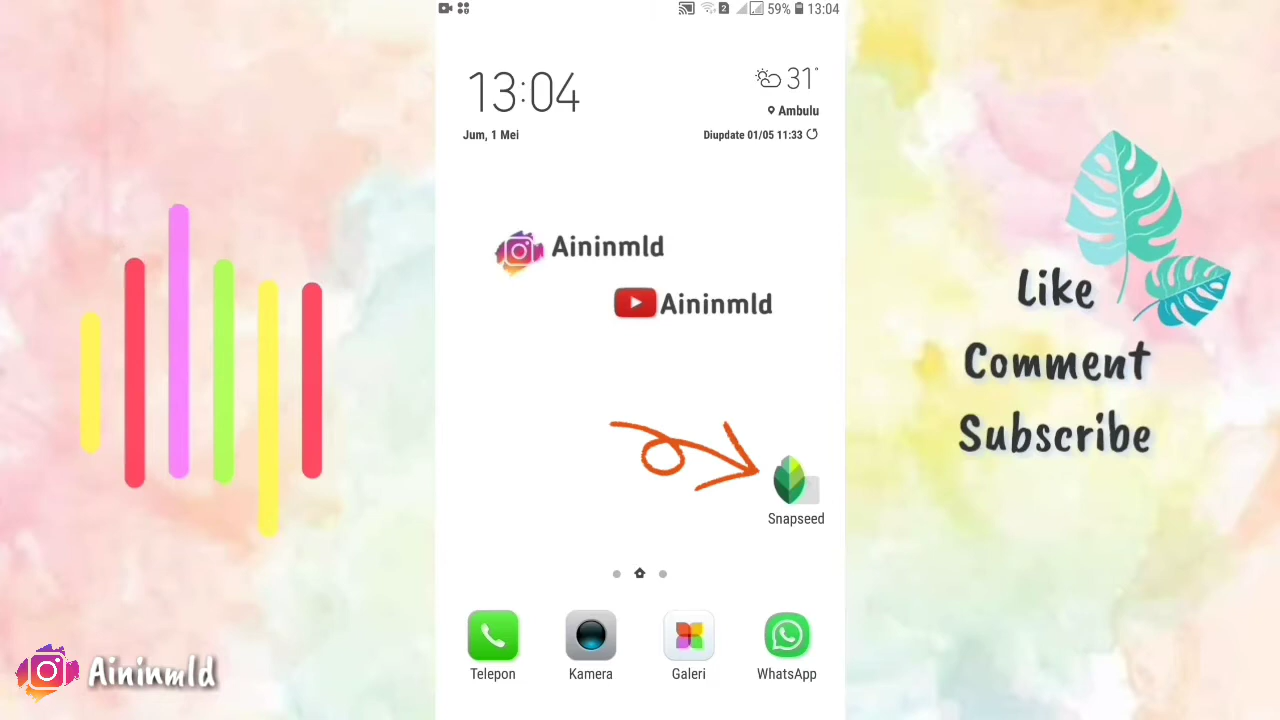 2 59% 13:04
13:04
31°
Ambulu
Jum, 1 Mei
Diupdate 01/05 11:33
Aininmld
Aininmld
Snapseed
Telepon Kamera Galeri WhatsApp
Like
Comment
Subscribe
Aininmld